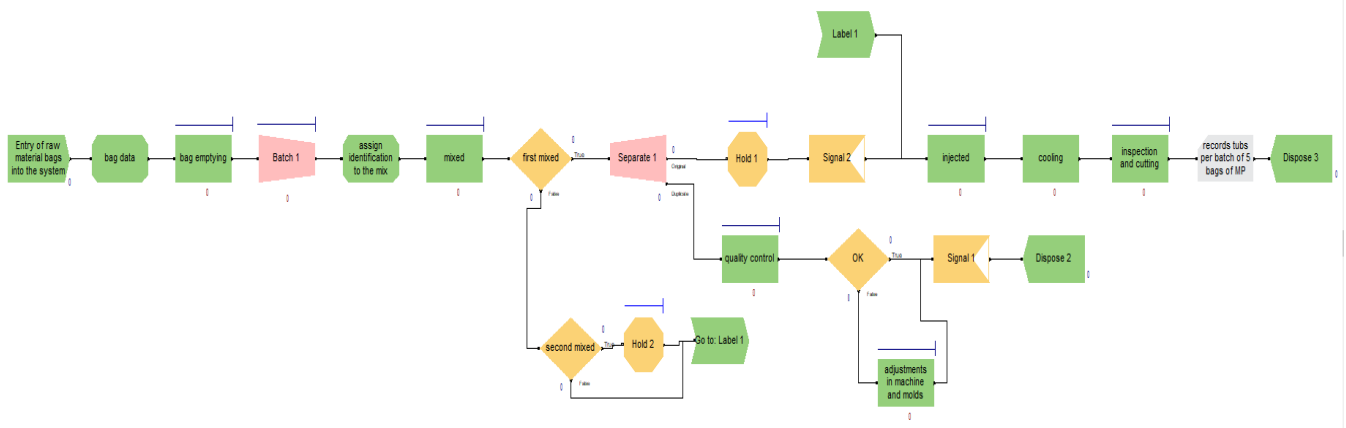 Label 1
Entry of raw
material bags
into the system
0
bag data
bag emptying
0
Batch 1
0
assign
identification
to the mix
mixed
0
first mixed
0
True
0
False
Separate 1
0
Original
0
Duplicate
Hold 1
Signal 2
injected
0
cooling
0
inspection
and cutting
0
records tubs
per batch of 5
bags of MP
Dispose 3
0
quality control
0
OK
0
True
0
False
Signal 1
Dispose 2
0
second mixed
0
True
0
False
Hold 2
Go to: Label 1
adjustments
in machine
and molds
0